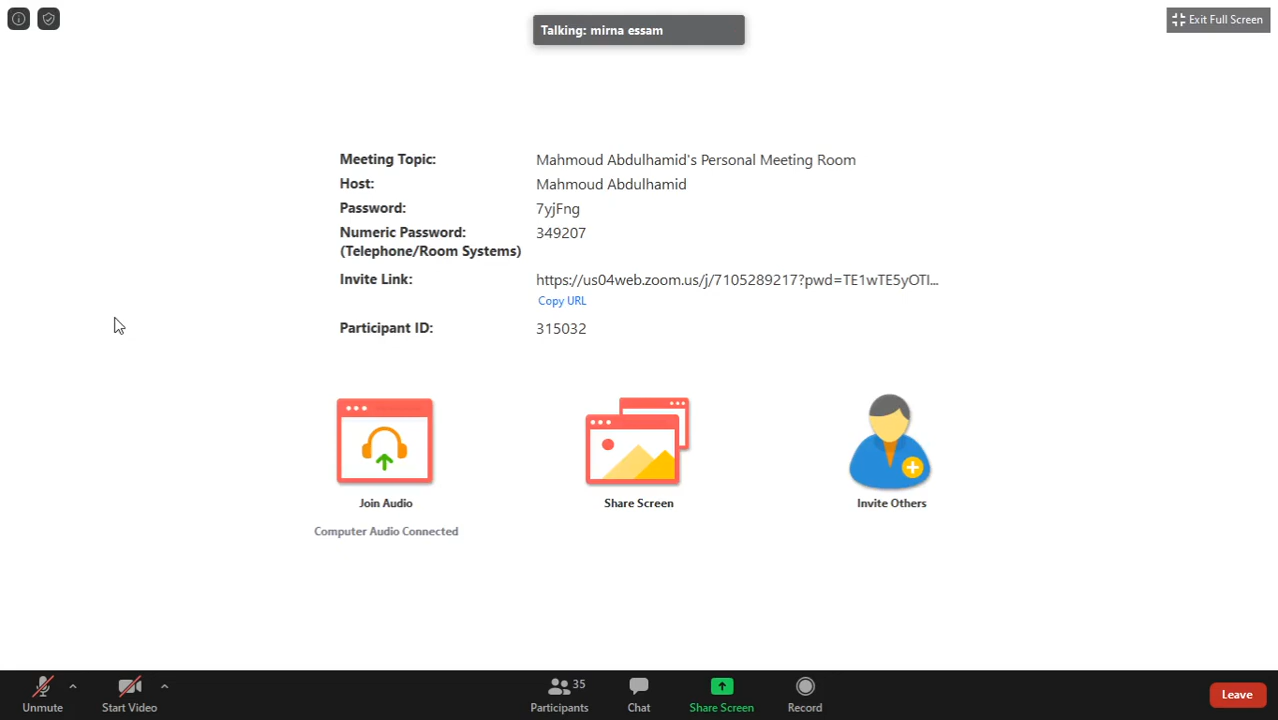 Talking: mirna essam
Exit Full Screen
Meeting Topic: Mahmoud Abdulhamid's Personal Meeting Room
Host: Mahmoud Abdulhamid
Password: 7yjFng
Numeric Password: 349207
(Telephone/Room Systems)
Invite Link: https://us04web.zoom.us/j/7105289217?pwd=TE1wTE5yOTI...
Copy URL
Participant ID: 315032
Join Audio
Share Screen
Invite Others
Computer Audio Connected
35
Unmute
Start Video
Participants
Chat
Share Screen
Record
Leave